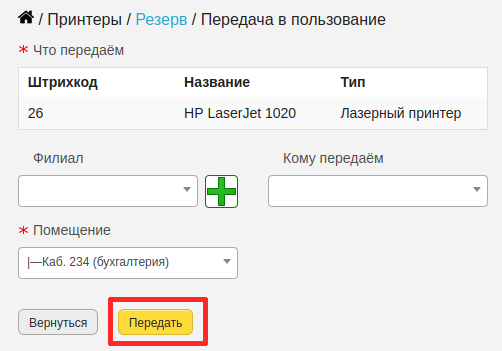 / Принтеры / Резерв / Передача в пользование
* Что передаём
Штрихкод Название Тип
26 HP LaserJet 1020 Лазерный принтер
Филиал Кому передаём
* Помещение
|—Каб. 234 (бухгалтерия)
Вернуться Передать